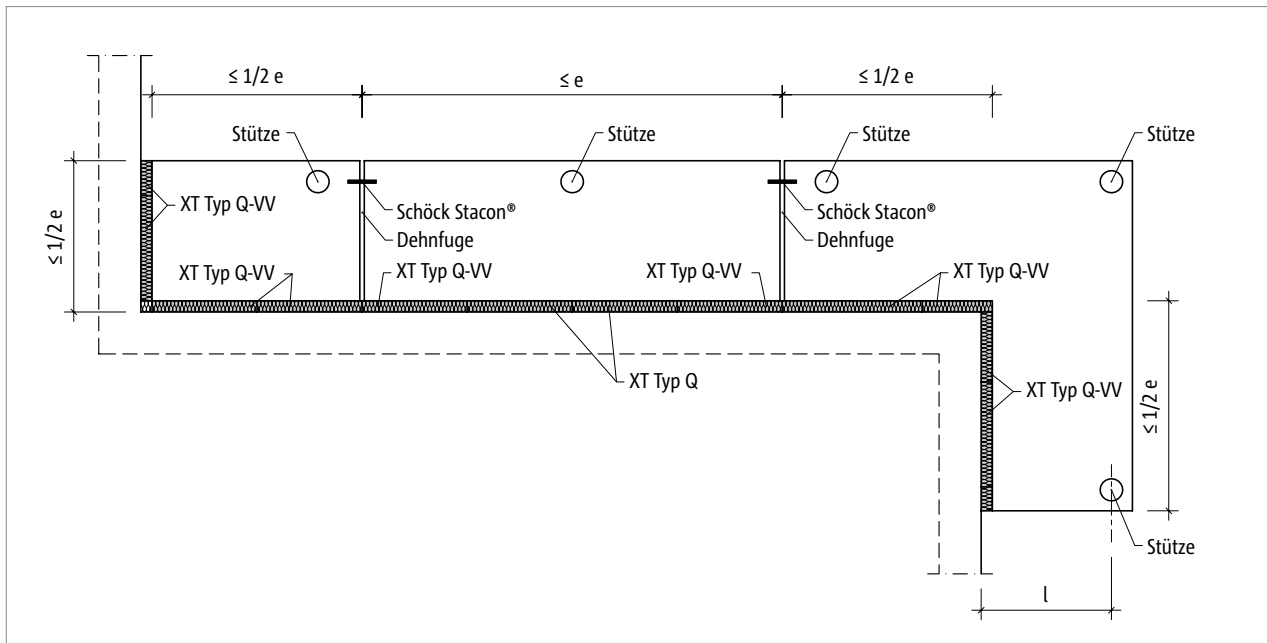 ≤ 1/2 e
≤ e
≤ 1/2 e
Stütze
Stütze
Stütze
Stütze
≤ 1/2 e
XT Typ Q-VV
Schöck Stacon®
Dehnfuge
Schöck Stacon®
Dehnfuge
XT Typ Q-VV
XT Typ Q-VV
XT Typ Q-VV
XT Typ Q-VV
XT Typ Q
XT Typ Q-VV
≤ 1/2 e
Stütze
l